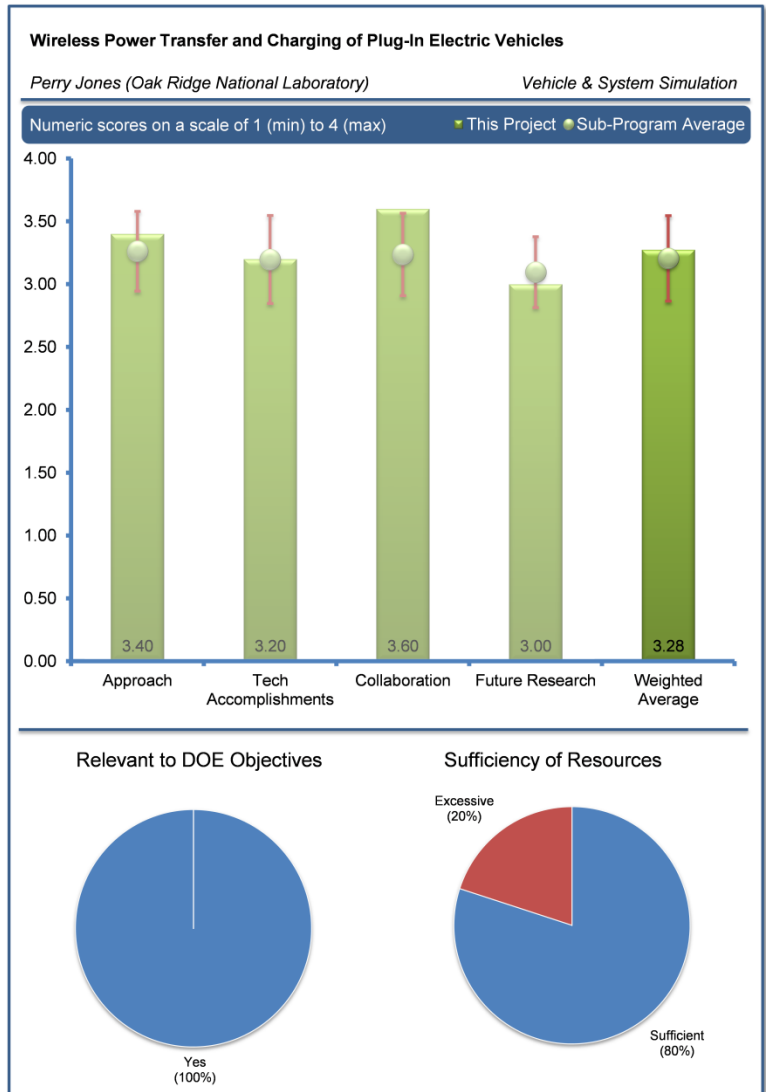 Wireless Power Transfer and Charging of Plug-In Electric Vehicles
Perry Jones (Oak Ridge National Laboratory) Vehicle & System Simulation
Numeric scores on a scale of 1 (min) to 4 (max) This Project Sub-Program Average
4.00
3.50
3.00
2.50
2.00
1.50
1.00
0.50
0.00
3.40 3.20 3.60 3.00 3.28
Approach Tech Collaboration Future Research Weighted
Accomplishments Average
Relevant to DOE Objectives Sufficiency of Resources
Excessive
(20%)
Sufficient
(80%)
Yes
(100%)